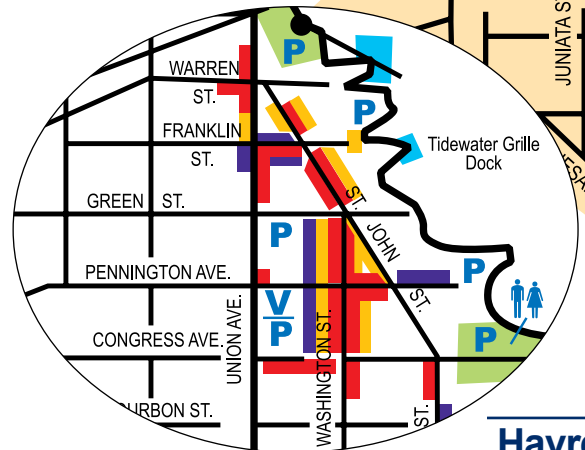 JUNIATA S
P
WARREN
ST.
P
FRANKLIN
ST.
Tidewater Grille
Dock
GREEN ST.
ST. JOHN ST.
P
PENNINGTON AVE.
P
V
P
UNION AVE.
WASHINGTON ST.
CONGRESS AVE.
P
URBON ST.
ST.
Havre
ESA